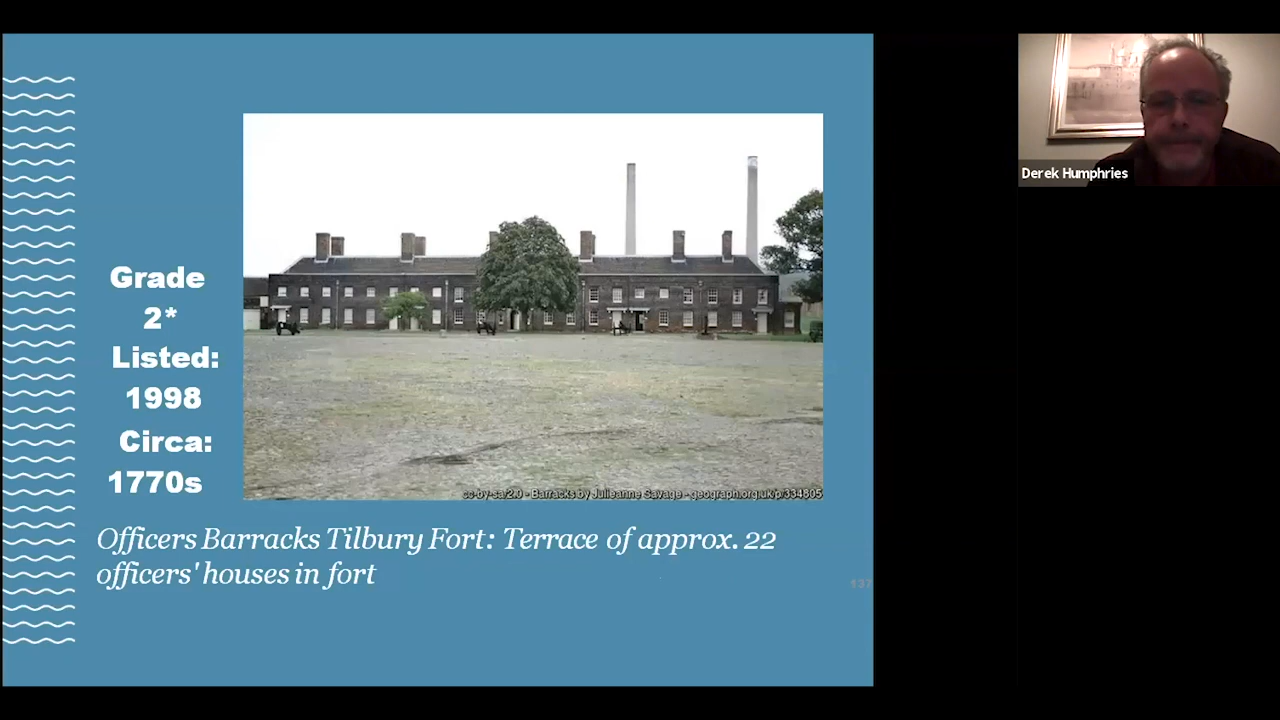 Grade
2*
Listed:
1998
Circa:
1770s
cc-by-sa/2.0 - Barracks by Julieanne Savage - geograph.org.uk/p/334805
Officers Barracks Tilbury Fort: Terrace of approx. 22
officers' houses in fort
137
Derek Humphries